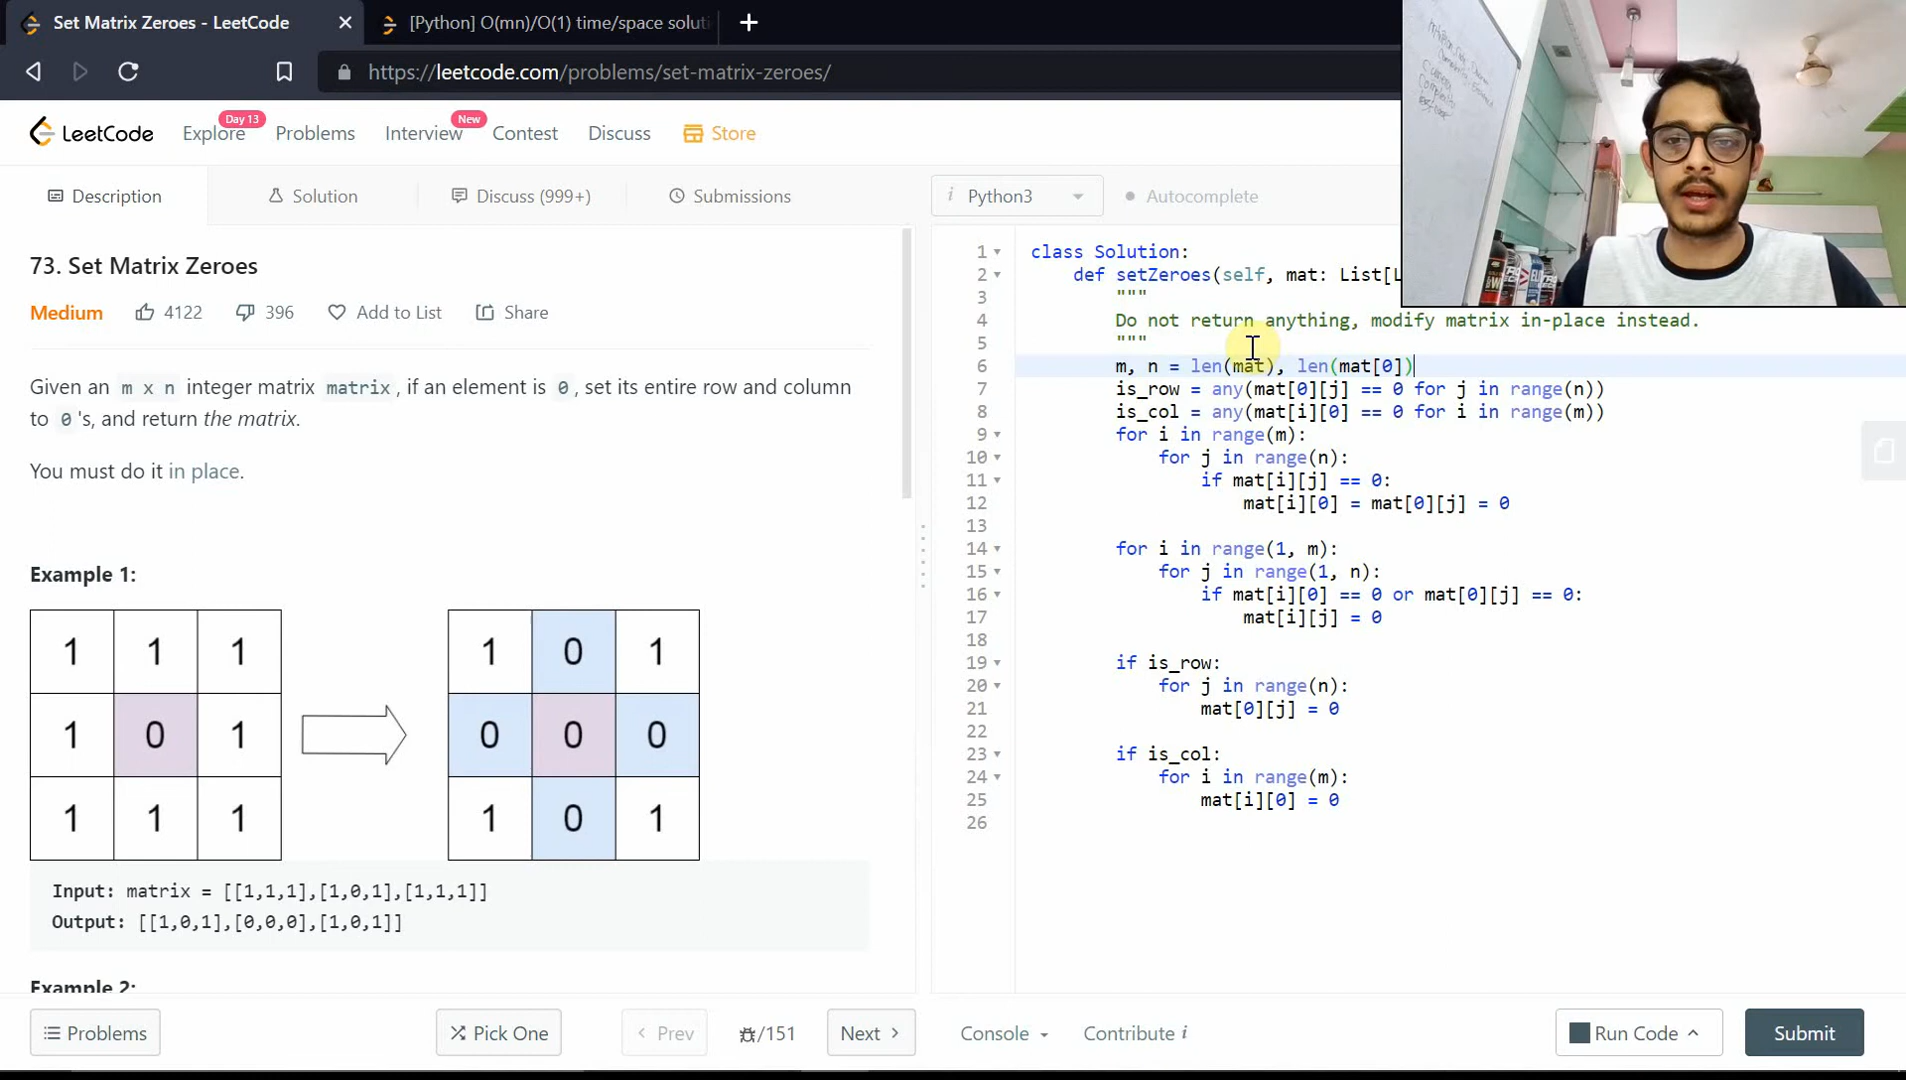 Set Matrix Zeroes - LeetCode
[Python] O(mn)/O(1) time/space soluti
https://leetcode.com/problems/set-matrix-zeroes/
LeetCode
Explore
Day 13
Problems
Interview
New
Contest
Discuss
Store
Description
Solution
Discuss (999+)
Submissions
73. Set Matrix Zeroes
Medium
4122
396
Add to List
Share
Given an m x n integer matrix matrix, if an element is 0, set its entire row and column
to 0's, and return the matrix.
You must do it in place.
Example 1:
1 1 1
1 0 1
1 1 1
1 0 1
0 0 0
1 0 1
Input: matrix = [[1,1,1],[1,0,1],[1,1,1]]
Output: [[1,0,1],[0,0,0],[1,0,1]]
Example 2:
Problems
Pick One
< Prev
/151
Next >
i Python3
Autocomplete
1 class Solution:
2 def setZeroes(self, mat: List[L
3 """
4 Do not return anything, modify matrix in-place instead.
5 """
6 m, n = len(mat), len(mat[0])
7 is_row = any(mat[0][j] == 0 for j in range(n))
8 is_col = any(mat[i][0] == 0 for i in range(m))
9 for i in range(m):
10 for j in range(n):
11 if mat[i][j] == 0:
12 mat[i][0] = mat[0][j] = 0
13
14 for i in range(1, m):
15 for j in range(1, n):
16 if mat[i][0] == 0 or mat[0][j] == 0:
17 mat[i][j] = 0
18
19 if is_row:
20 for j in range(n):
21 mat[0][j] = 0
22
23 if is_col:
24 for i in range(m):
25 mat[i][0] = 0
26
Console
Contribute i
Run Code
Submit